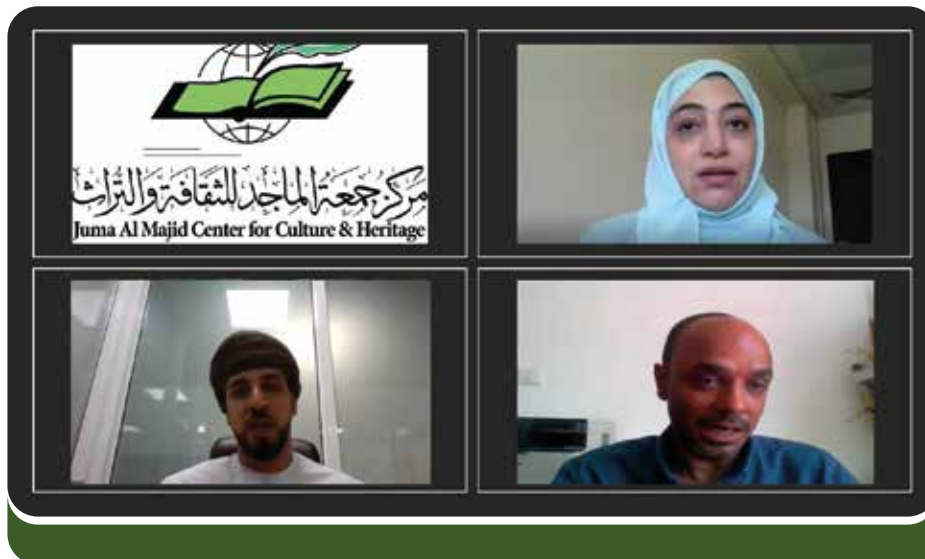 مركز جمعة الماجد للثقافة والتراث
Juma Al Majid Center for Culture & Heritage